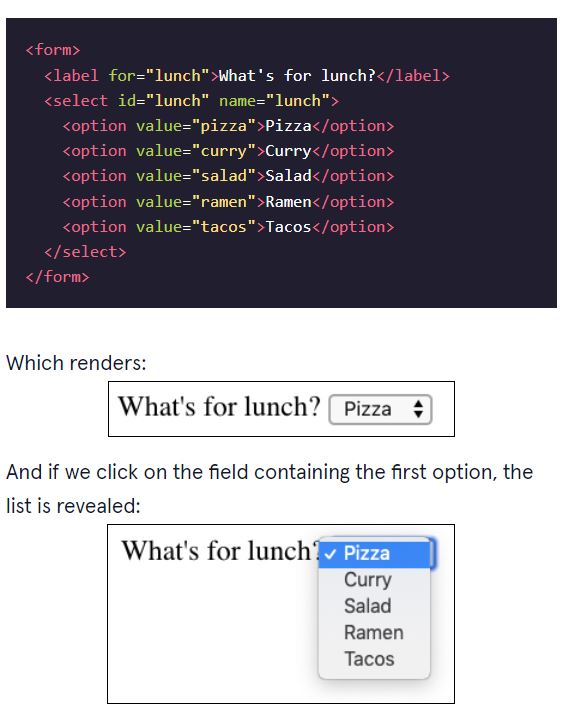 <form>
<label for="lunch">What's for lunch?</label>
<select id="lunch" name="lunch">
<option value="pizza">Pizza</option>
<option value="curry">Curry</option>
<option value="salad">Salad</option>
<option value="ramen">Ramen</option>
<option value="tacos">Tacos</option>
</select>
</form>
Which renders:
What's for lunch? Pizza
And if we click on the field containing the first option, the
list is revealed:
What's for lunch? ✓ Pizza
Curry
Salad
Ramen
Tacos